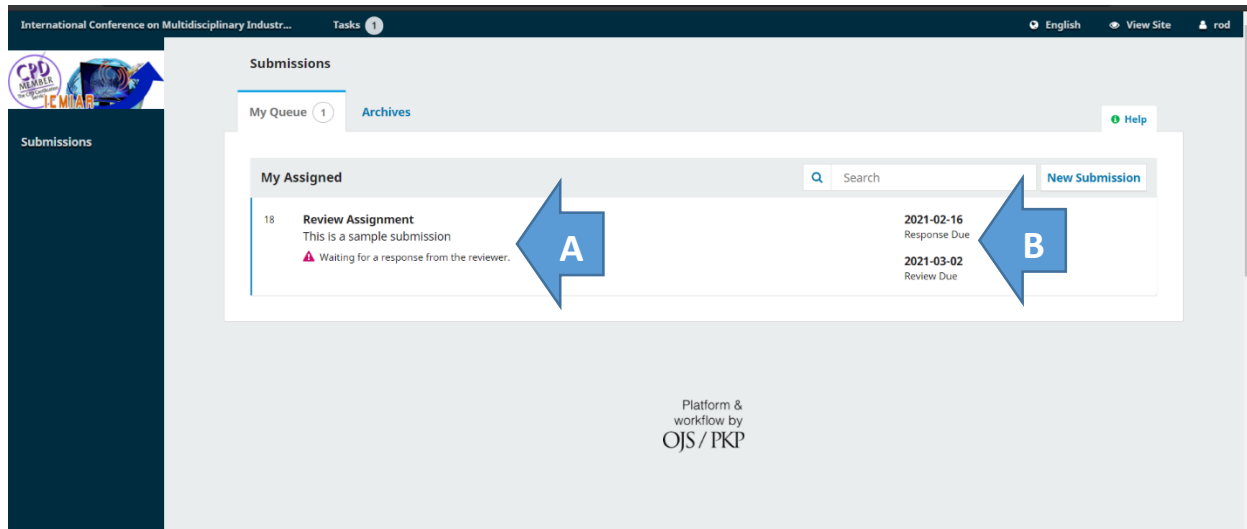 International Conference on Multidisciplinary Industr... Tasks 1 English View Site rod
CPD
MEMBER
ICMIAR
Submissions
Submissions
My Queue 1 Archives
Help
My Assigned Search New Submission
18 Review Assignment
This is a sample submission
Waiting for a response from the reviewer.
A
2021-02-16
Response Due
2021-03-02
Review Due
B
Platform &
workflow by
OJS / PKP